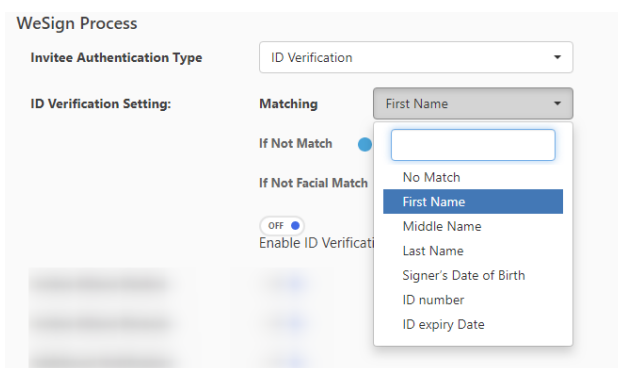 WeSign Process
Invitee Authentication Type
ID Verification
ID Verification Setting:
Matching
First Name
If Not Match
If Not Facial Match
No Match
First Name
Middle Name
Last Name
Signer's Date of Birth
ID number
ID expiry Date
OFF
Enable ID Verificati